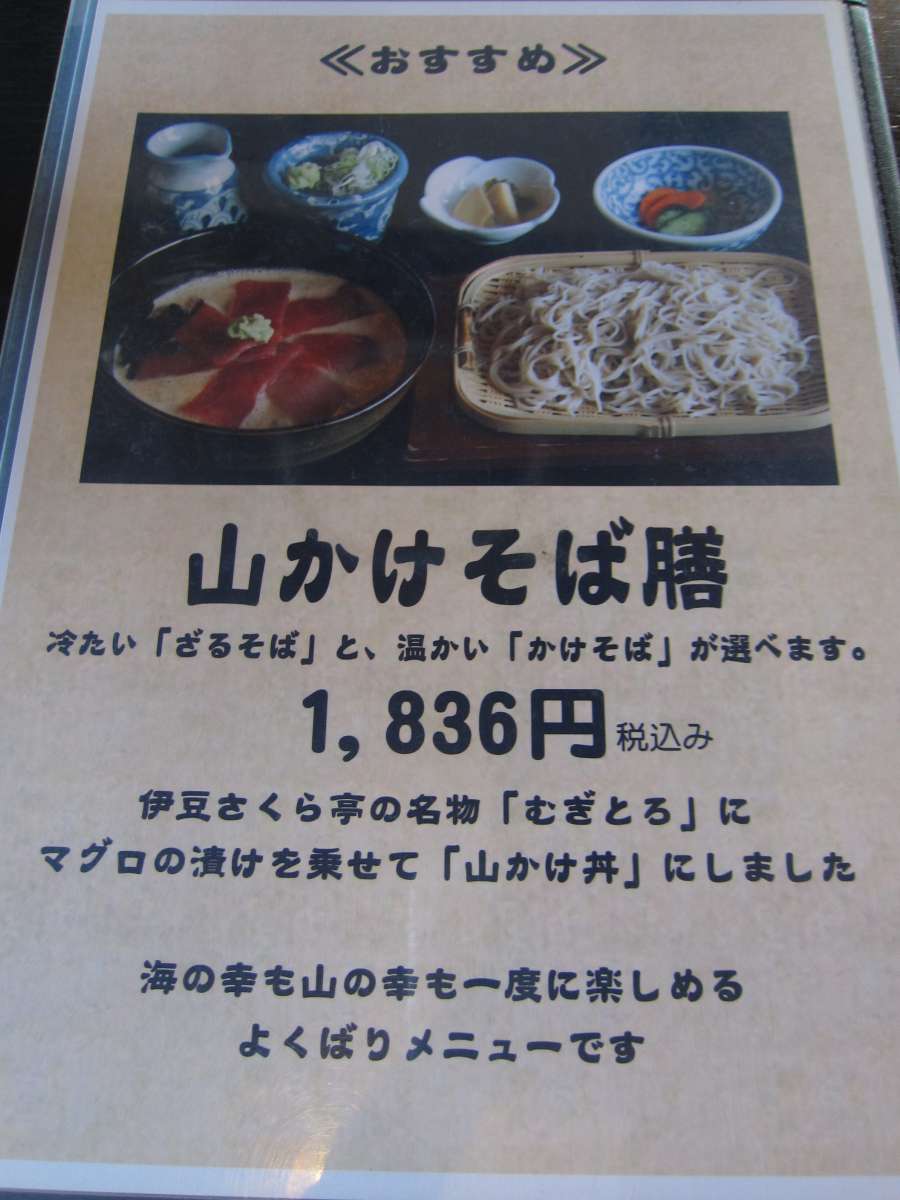 ≪おすすめ≫
山かけそば膳
冷たい「ざるそば」と、温かい「かけそば」が選べます。
1,836円 税込み
伊豆さくら亭の名物「むぎとろ」に
マグロの漬けを乗せて「山かけ丼」にしました
海の幸も山の幸も一度に楽しめる
よくばりメニューです